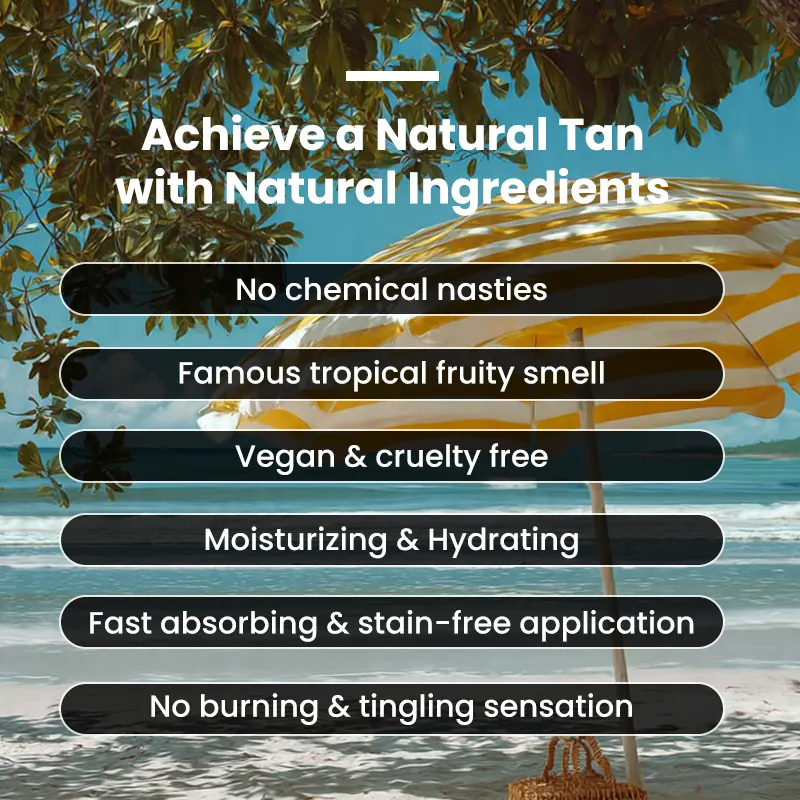 Achieve a Natural Tan
with Natural Ingredients
No chemical nasties
Famous tropical fruity smell
Vegan & cruelty free
Moisturizing & Hydrating
Fast absorbing & stain-free application
No burning & tingling sensation